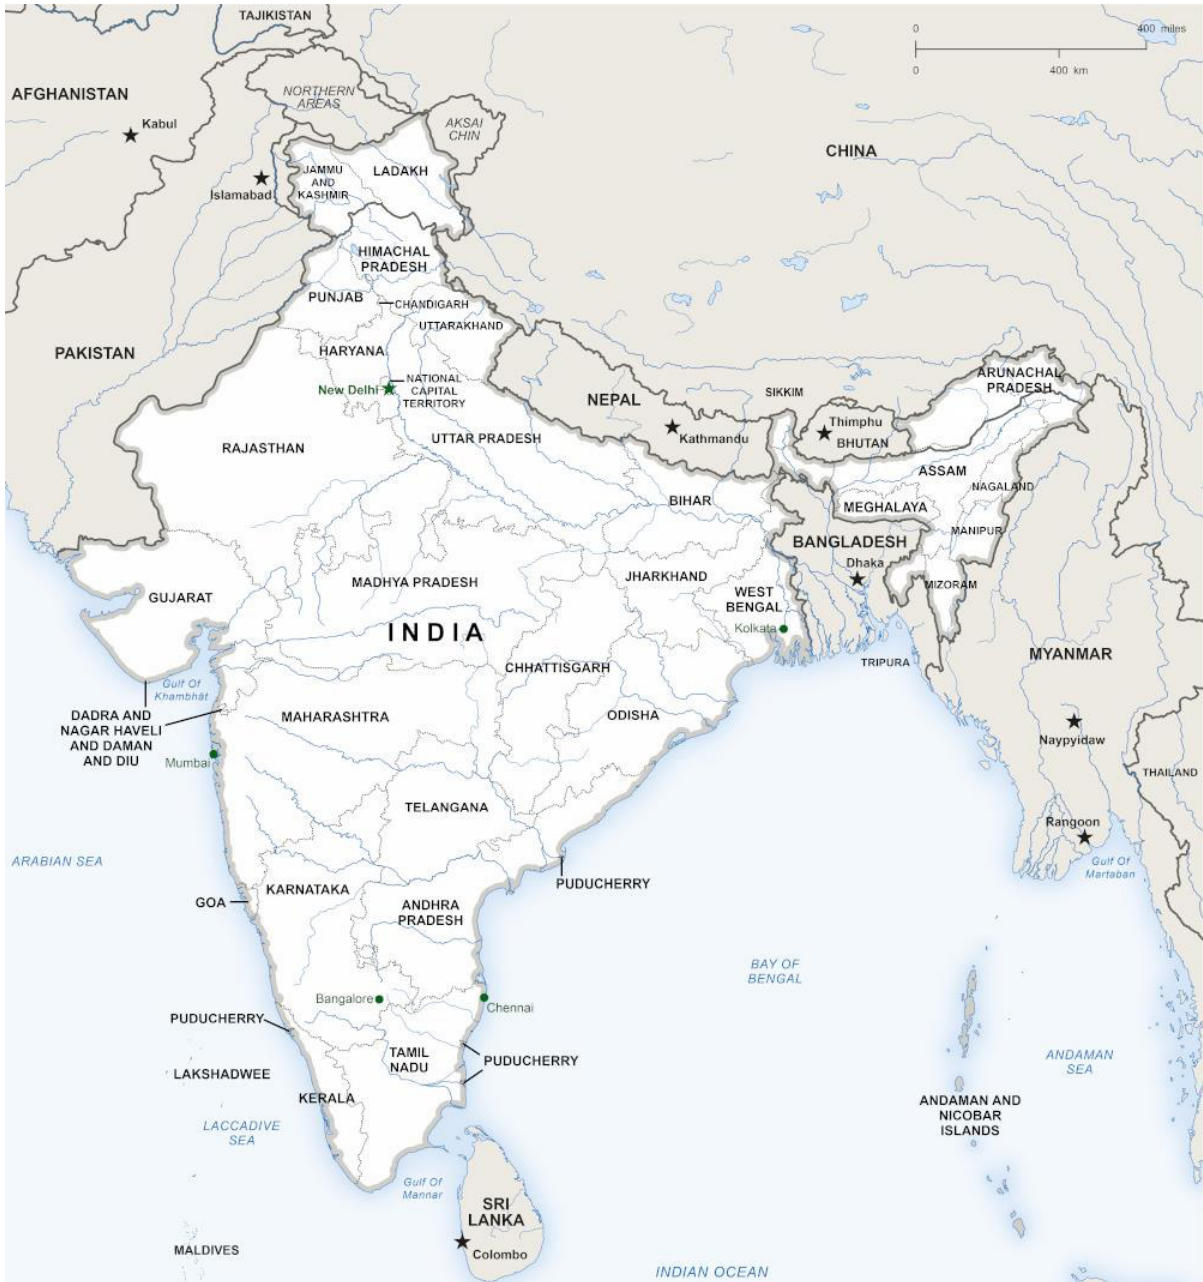 TAJIKISTAN
0
400 miles
0
400 km
AFGHANISTAN
Kabul
NORTHERN
AREAS
AKSAI
CHIN
CHINA
Islamabad
JAMMU
AND
KASHMIR
LADAKH
HIMACHAL
PRADESH
PUNJAB
CHANDIGARH
UTTARAKHAND
PAKISTAN
HARYANA
New Delhi
NATIONAL
CAPITAL
TERRITORY
NEPAL
Kathmandu
SIKKIM
Thimphu
BHUTAN
ARUNACHAL
PRADESH
RAJASTHAN
UTTAR PRADESH
BIHAR
ASSAM
NAGALAND
MEGHALAYA
MANIPUR
BANGLADESH
Dhaka
MIZORAM
GUJARAT
MADHYA PRADESH
JHARKHAND
WEST
BENGAL
Kolkata
INDIA
TRIPURA
MYANMAR
CHHATTISGARH
Gulf Of
Khambhāt
DADRA AND
NAGAR HAVELI
AND DAMAN
AND DIU
MAHARASHTRA
ODISHA
Naypyidaw
Mumbai
THAILAND
TELANGANA
Rangoon
Gulf Of
Martaban
ARABIAN SEA
PUDUCHERRY
KARNATAKA
GOA
ANDHRA
PRADESH
BAY OF
BENGAL
Bangalore
Chennai
PUDUCHERRY
TAMIL
NADU
PUDUCHERRY
ANDAMAN
SEA
LAKSHADWEE
KERALA
ANDAMAN AND
NICOBAR
ISLANDS
LACCADIVE
SEA
Gulf Of
Mannar
SRI
LANKA
Colombo
MALDIVES
INDIAN OCEAN